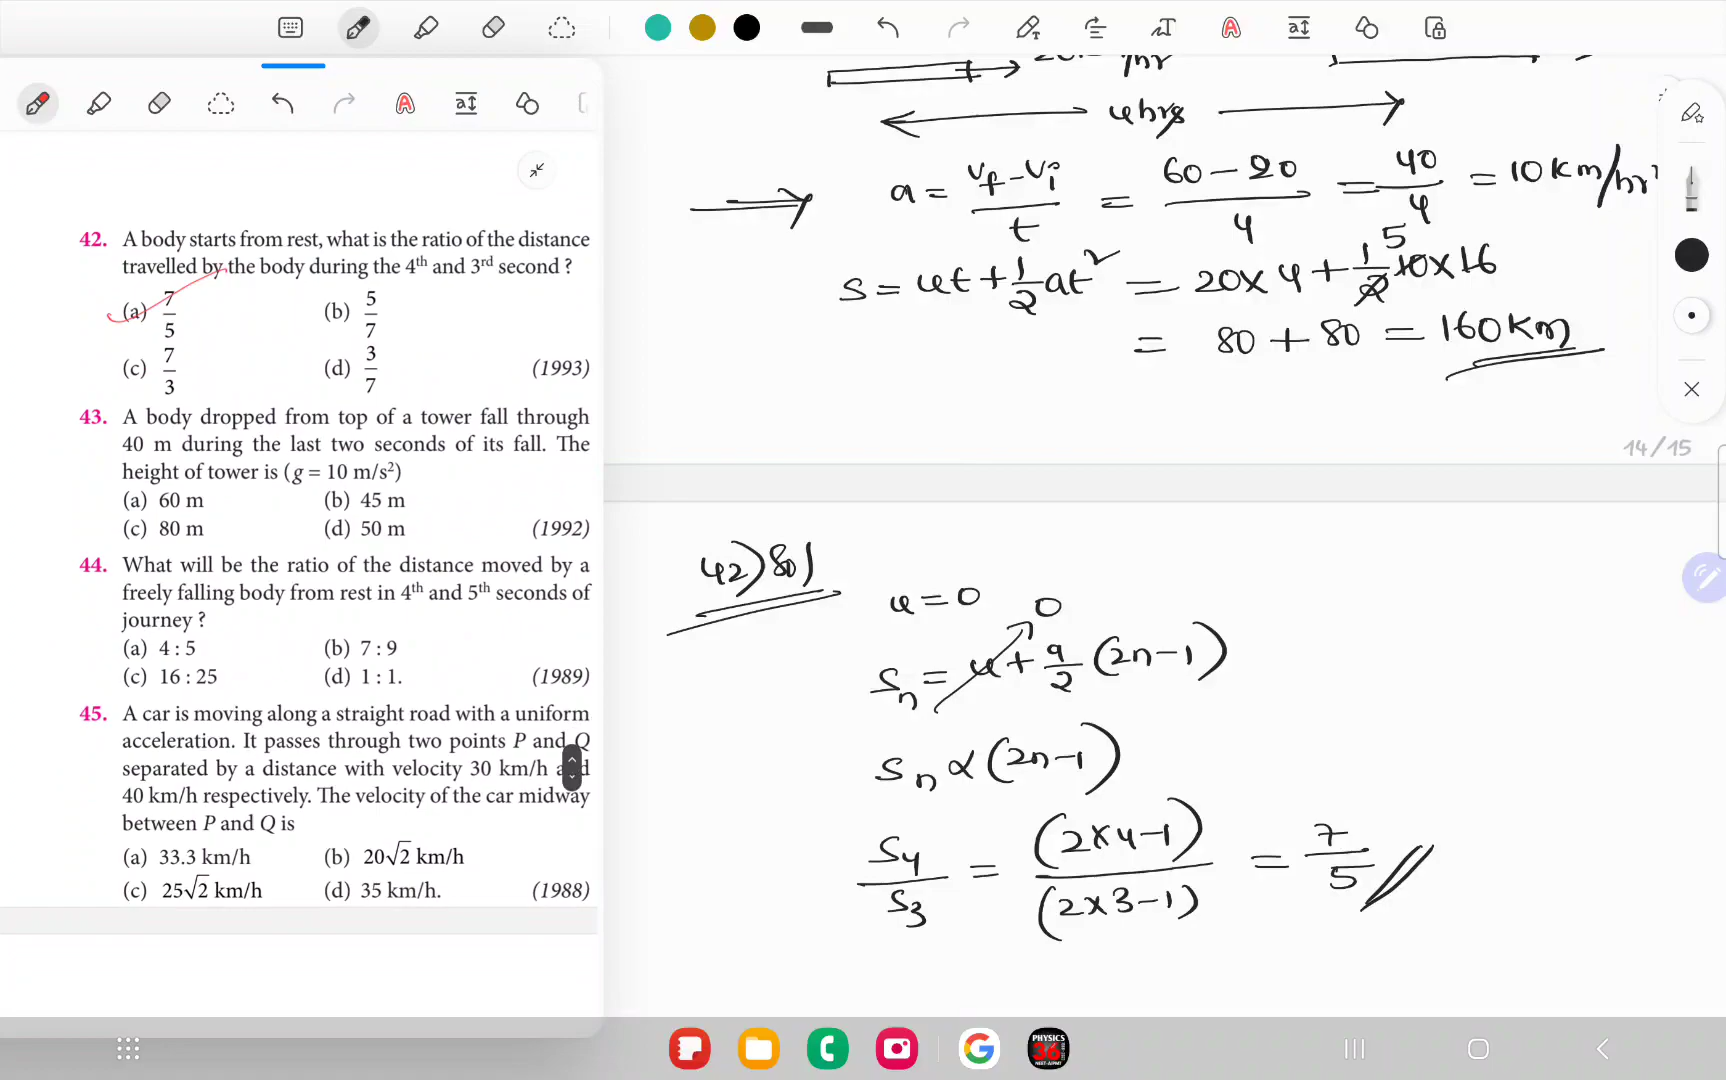 42. A body starts from rest, what is the ratio of the distance
travelled by the body during the 4th and 3rd second ?
(a) 7/5 (b) 5/7
(c) 7/3 (d) 3/7 (1993)
43. A body dropped from top of a tower fall through
40 m during the last two seconds of its fall. The
height of tower is (g = 10 m/s²)
(a) 60 m (b) 45 m
(c) 80 m (d) 50 m (1992)
44. What will be the ratio of the distance moved by a
freely falling body from rest in 4th and 5th seconds of
journey ?
(a) 4 : 5 (b) 7 : 9
(c) 16 : 25 (d) 1 : 1. (1989)
45. A car is moving along a straight road with a uniform
acceleration. It passes through two points P and Q
separated by a distance with velocity 30 km/h and
40 km/h respectively. The velocity of the car midway
between P and Q is
(a) 33.3 km/h (b) 20√2 km/h
(c) 25√2 km/h (d) 35 km/h. (1988)
4hrs
a = (vf - vi)/t = (60 - 20)/4 = 40/4 = 10 km/hr²
s = ut + 1/2 at² = 20 x 4 + 1/2 10 x 16
5
= 80 + 80 = 160 km
14/15
42)
u = 0
0
Sn = u + a/2 (2n-1)
Sn ∝ (2n-1)
S4/S3 = (2x4-1)/(2x3-1) = 7/5
PHYSICS
36